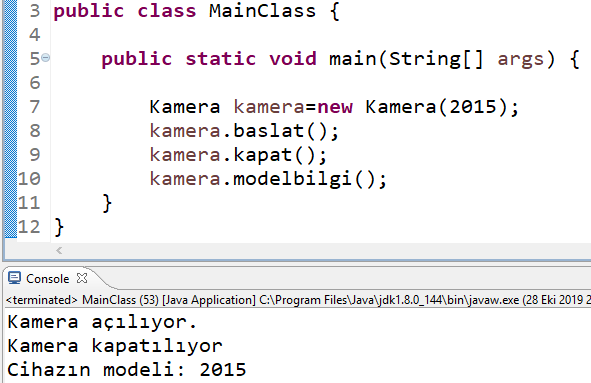 3 public class MainClass {
4
5 public static void main(String[] args) {
6
7 Kamera kamera=new Kamera(2015);
8 kamera.baslat();
9 kamera.kapat();
10 kamera.modelbilgi();
11 }
12 }
Console
<terminated> MainClass (53) [Java Application] C:\Program Files\Java\jdk1.8.0_144\bin\javaw.exe (28 Eki 2019 2
Kamera açılıyor.
Kamera kapatılıyor
Cihazın modeli: 2015